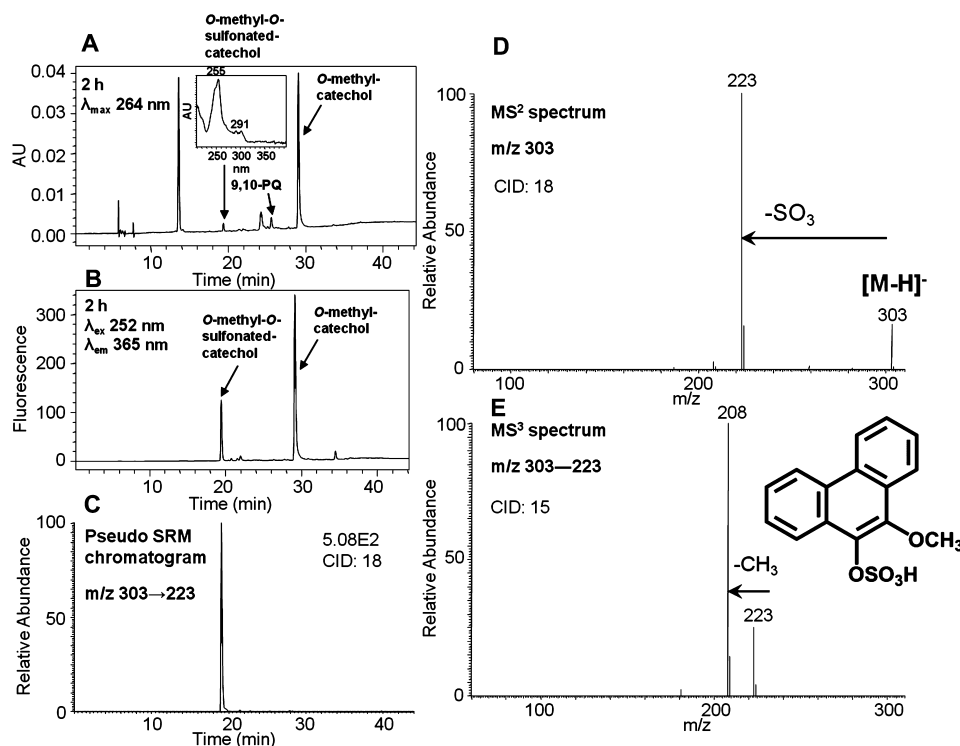 A
O-methyl-O-
sulfonated-
catechol
2 h
λmax 264 nm
255
291
AU
250 300 350
nm
9,10-PQ
O-methyl-
catechol
0.04
0.03
0.02
0.01
0.00
AU
10 20 30 40
Time (min)
B
2 h
λex 252 nm
λem 365 nm
O-methyl-O-
sulfonated-
catechol
O-methyl-
catechol
300
200
100
0
Fluorescence
10 20 30 40
Time (min)
C
Pseudo SRM
chromatogram
m/z 303→223
5.08E2
CID: 18
100
50
0
Relative Abundance
10 20 30 40
Time (min)
D
MS2 spectrum
m/z 303
CID: 18
223
-SO3
[M-H]-
303
100
50
0
Relative Abundance
100 200 300
m/z
E
MS3 spectrum
m/z 303—223
CID: 15
208
-CH3
223
OCH3
OSO3H
100
50
0
Relative Abundance
100 200 300
m/z